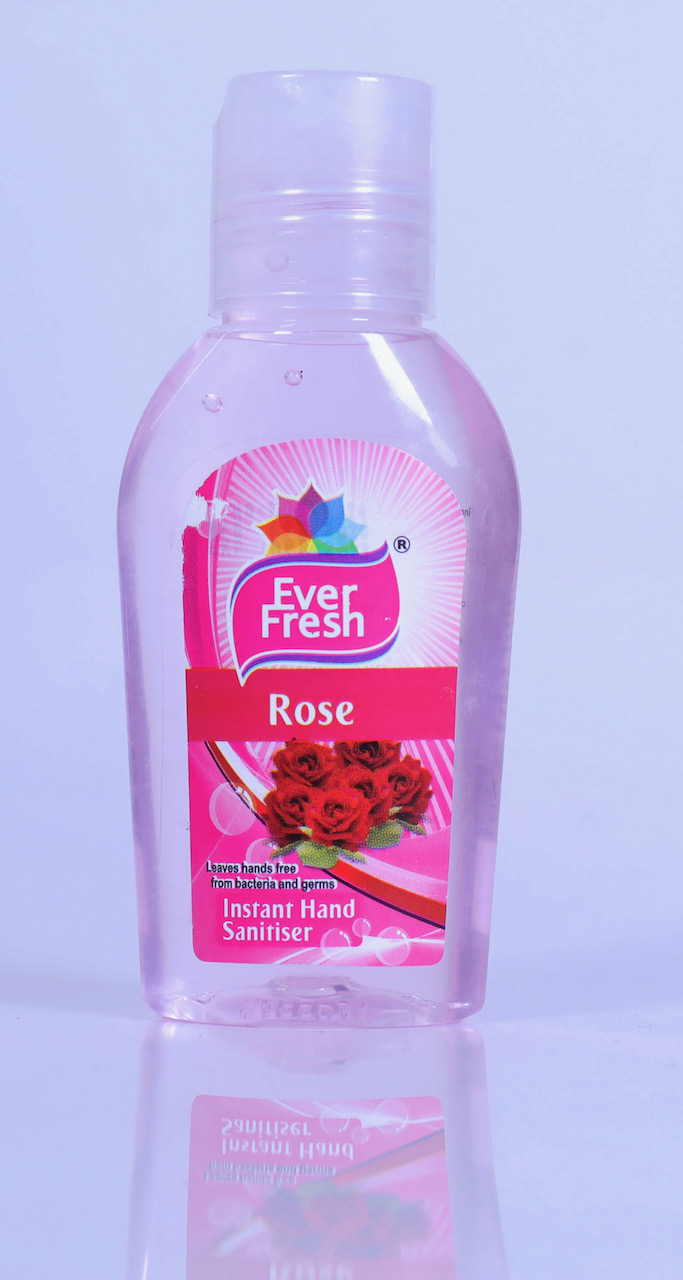 ®
Ever
Fresh
Rose
Leaves hands free
from bacteria and germs
Instant Hand
Sanitiser